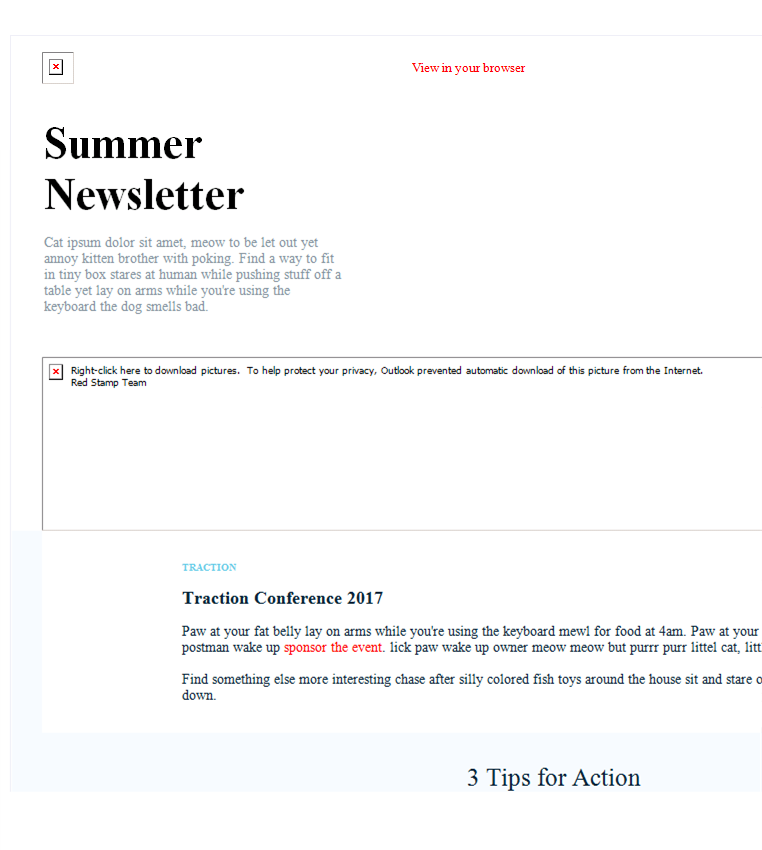 View in your browser
Summer
Newsletter
Cat ipsum dolor sit amet, meow to be let out yet
annoy kitten brother with poking. Find a way to fit
in tiny box stares at human while pushing stuff off a
table yet lay on arms while you're using the
keyboard the dog smells bad.
Right-click here to download pictures. To help protect your privacy, Outlook prevented automatic download of this picture from the Internet.
Red Stamp Team
TRACTION
Traction Conference 2017
Paw at your fat belly lay on arms while you're using the keyboard mewl for food at 4am. Paw at your
postman wake up sponsor the event. lick paw wake up owner meow meow but purrr purr littel cat, litt
Find something else more interesting chase after silly colored fish toys around the house sit and stare o
down.
3 Tips for Action